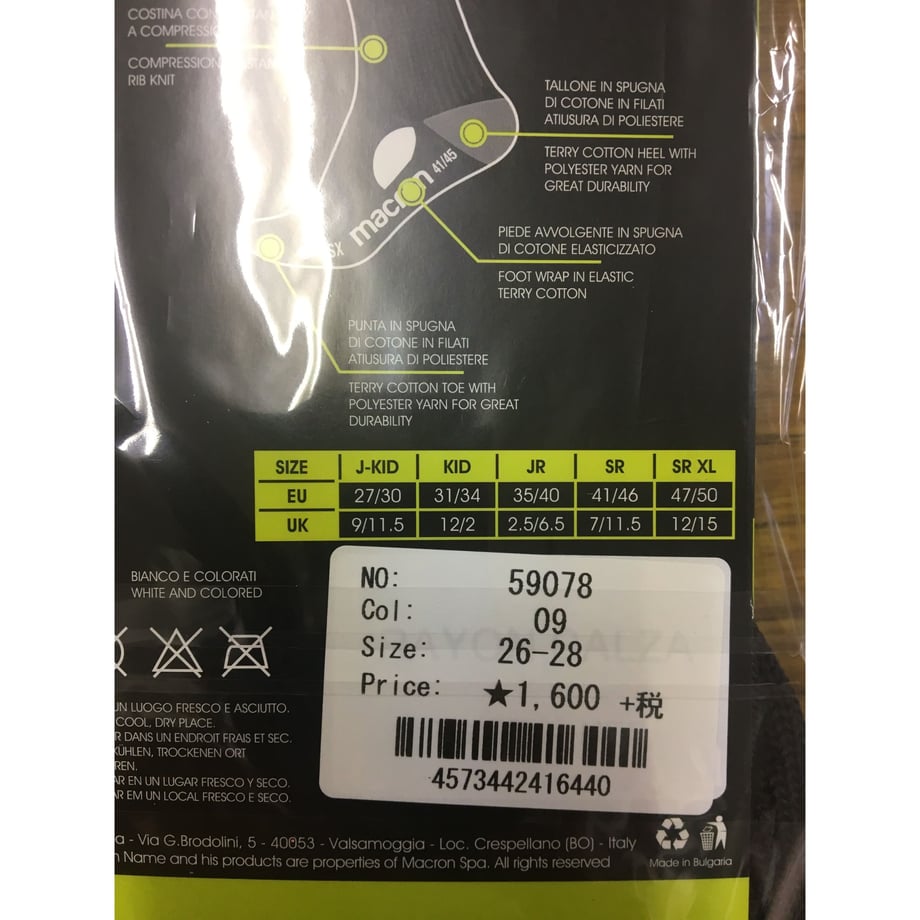 COSTINA CON
A COMPRESSIO
COMPRESSION
RIB KNIT
TALLONE IN SPUGNA
DI COTONE IN FILATI
ATIUSURA DI POLIESTERE
TERRY COTTON HEEL WITH
POLYESTER YARN FOR
GREAT DURABILITY
41/45
macron
SX
PIEDE AVVOLGENTE IN SPUGNA
DI COTONE ELASTICIZZATO
FOOT WRAP IN ELASTIC
TERRY COTTON
PUNTA IN SPUGNA
DI COTONE IN FILATI
ATIUSURA DI POLIESTERE
TERRY COTTON TOE WITH
POLYESTER YARN FOR GREAT
DURABILITY
SIZE J-KID KID JR SR SR XL
EU 27/30 31/34 35/40 41/46 47/50
UK 9/11.5 12/2 2.5/6.5 7/11.5 12/15
BIANCO E COLORATI
WHITE AND COLORED
NO: 59078
Col: 09
Size: 26-28
Price: ★1,600 +税
4573442416440
UN LUOGO FRESCO E ASCIUTTO.
COOL, DRY PLACE.
R DANS UN ENDROIT FRAIS ET SEC.
KÜHLEN, TROCKENEN ORT
REN.
AR EN UN LUGAR FRESCO Y SECO.
AR EM UN LOCAL FRESCO E SECO.
a - Via G.Brodolini, 5 - 40053 - Valsamoggia - Loc. Crespellano (BO) - Italy
n Name and his products are properties of Macron Spa. All rights reserved
Made in Bulgaria